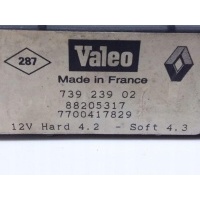 287
Valeo
Made in France
739 239 02
88205317
7700417829
12V Hard 4.2 - Soft 4.3